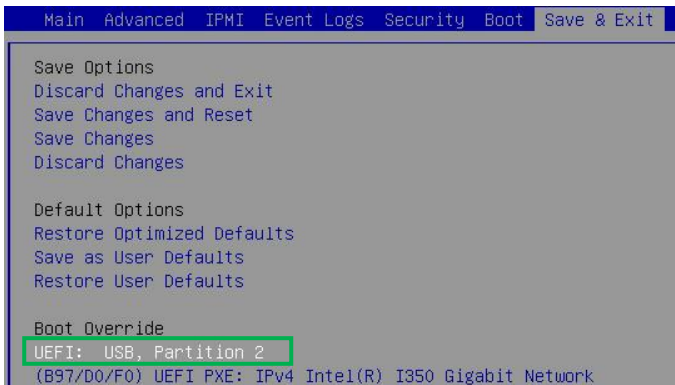 Main Advanced IPMI Event Logs Security Boot Save & Exit
Save Options
Discard Changes and Exit
Save Changes and Reset
Save Changes
Discard Changes
Default Options
Restore Optimized Defaults
Save as User Defaults
Restore User Defaults
Boot Override
UEFI: USB, Partition 2
(B97/D0/F0) UEFI PXE: IPv4 Intel(R) I350 Gigabit Network